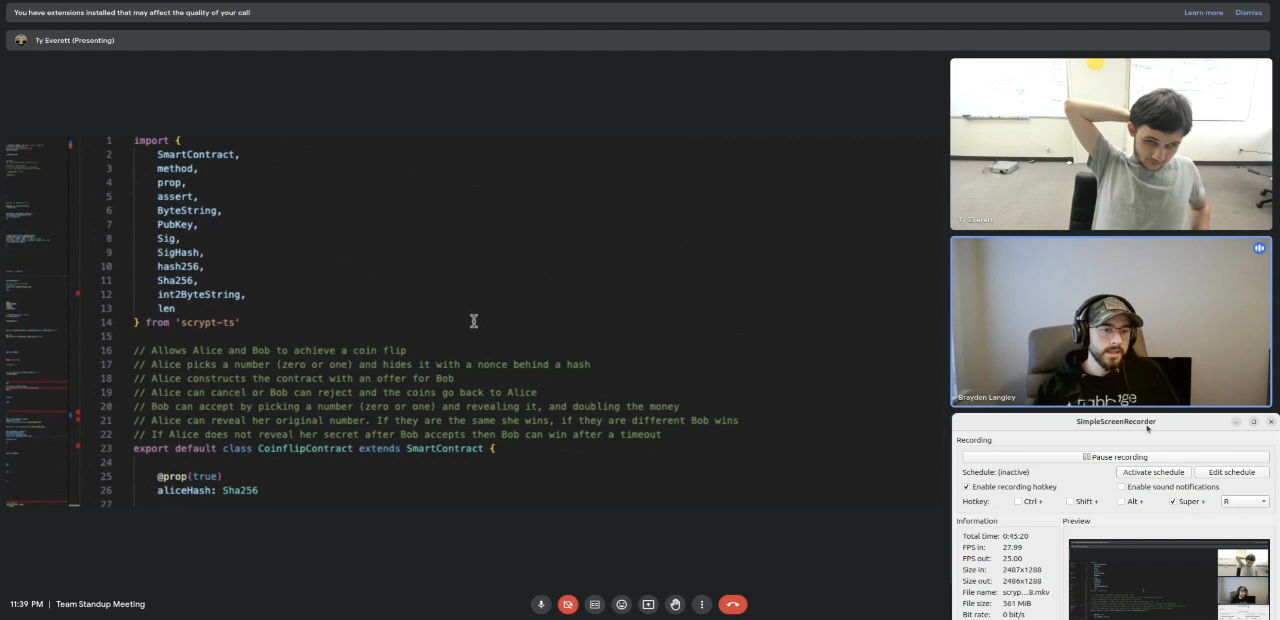 You have extensions installed that may affect the quality of your call
Learn more
Dismiss
Ty Everett (Presenting)
1 import {
2 SmartContract,
3 method,
4 prop,
5 assert,
6 ByteString,
7 PubKey,
8 Sig,
9 SigHash,
10 hash256,
11 Sha256,
12 int2ByteString,
13 len
14 } from 'scrypt-ts'
15
16 // Allows Alice and Bob to achieve a coin flip
17 // Alice picks a number (zero or one) and hides it with a nonce behind a hash
18 // Alice constructs the contract with an offer for Bob
19 // Alice can cancel or Bob can reject and the coins go back to Alice
20 // Bob can accept by picking a number (zero or one) and revealing it, and doubling the money
21 // Alice can reveal her original number. If they are the same she wins, if they are different Bob wins
22 // If Alice does not reveal her secret after Bob accepts then Bob can win after a timeout
23 export default class CoinflipContract extends SmartContract {
24
25 @prop(true)
26 aliceHash: Sha256
27
Ty Everett
Brayden Langley
SimpleScreenRecorder
Recording
Pause recording
Schedule: (inactive)
Activate schedule
Edit schedule
Enable recording hotkey
Enable sound notifications
Hotkey: Ctrl + Shift + Alt + Super + R
Information
Preview
Total time: 0:45:20
FPS in: 27.99
FPS out: 25.00
Size in: 2487x1288
Size out: 2486x1288
File name: scryp...8.mkv
File size: 561 MiB
Bit rate: 0 bit/s
11:39 PM | Team Standup Meeting